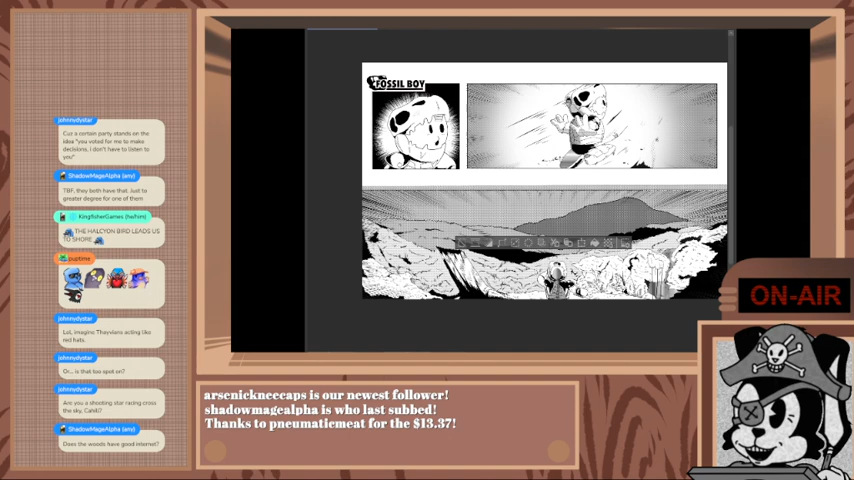 johnnydystar
Cuz a certain party stands on the
idea "you voted for me to make
decisions, I don't have to listen to
you"
ShadowMageAlpha (any)
TBF, they both have that. Just to
greater degree for one of them
KingfisherGames (he/him)
THE HALCYON BIRD LEADS US
TO SHORE
puptime
johnnydystar
Lol, imagine Thayvians acting like
red hats.
johnnydystar
Or... is that too spot on?
johnnydystar
Are you a shooting star racing cross
the sky, Cahill?
ShadowMageAlpha (any)
Does the woods have good internet?
FOSSIL BOY
ON-AIR
arsenickneecaps is our newest follower!
shadowmagealpha is who last subbed!
Thanks to pneumatiemeat for the $13.37!